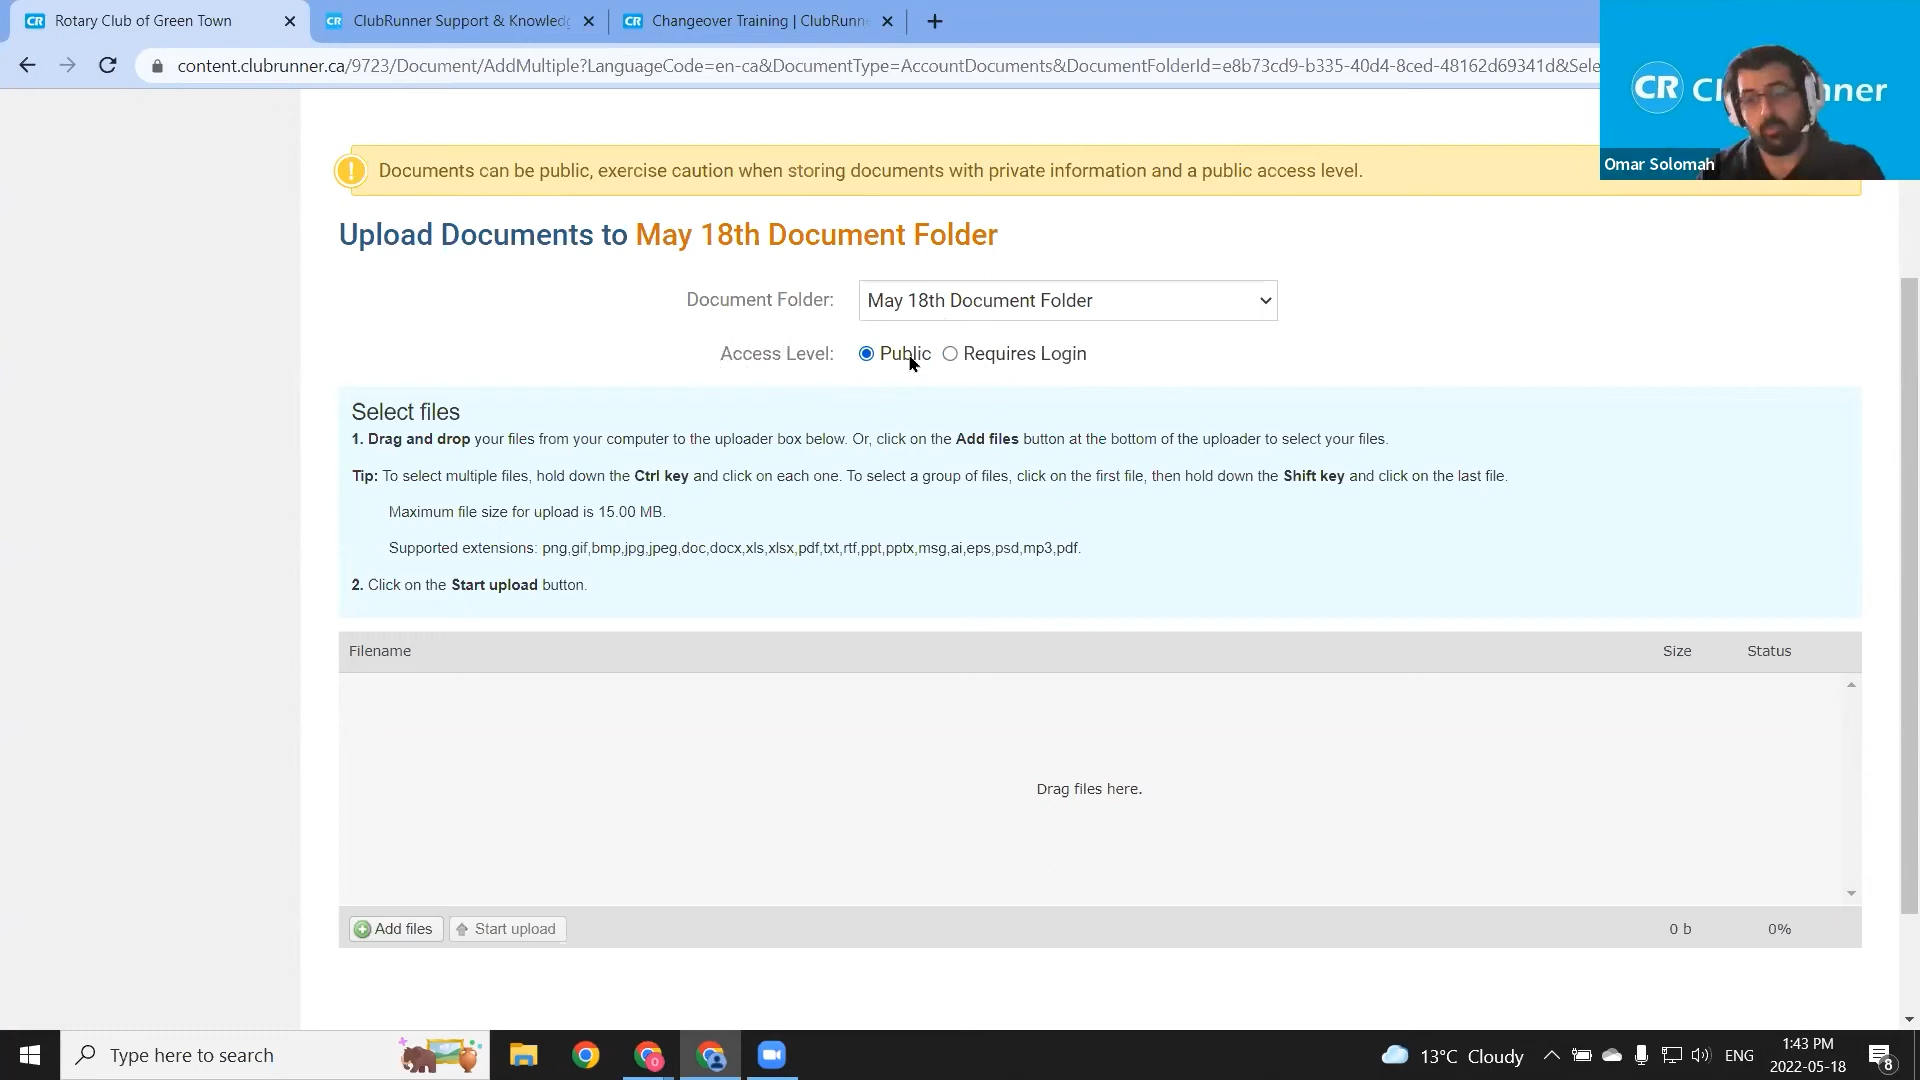 Rotary Club of Green Town
ClubRunner Support & Knowledg
Changeover Training | ClubRunne
content.clubrunner.ca/9723/Document/AddMultiple?LanguageCode=en-ca&DocumentType=AccountDocuments&DocumentFolderId=e8b73cd9-b335-40d4-8ced-48162d69341d&Sele
Omar Solomah
Documents can be public, exercise caution when storing documents with private information and a public access level.
Upload Documents to May 18th Document Folder
Document Folder: May 18th Document Folder
Access Level: Public Requires Login
Select files
1. Drag and drop your files from your computer to the uploader box below. Or, click on the Add files button at the bottom of the uploader to select your files.
Tip: To select multiple files, hold down the Ctrl key and click on each one. To select a group of files, click on the first file, then hold down the Shift key and click on the last file.
Maximum file size for upload is 15.00 MB.
Supported extensions: png,gif,bmp,jpg,jpeg,doc,docx,xls,xlsx,pdf,txt,rtf,ppt,pptx,msg,ai,eps,psd,mp3,pdf.
2. Click on the Start upload button.
Filename Size Status
Drag files here.
Add files Start upload 0 b 0%
Type here to search
13°C Cloudy
ENG
1:43 PM
2022-05-18
8